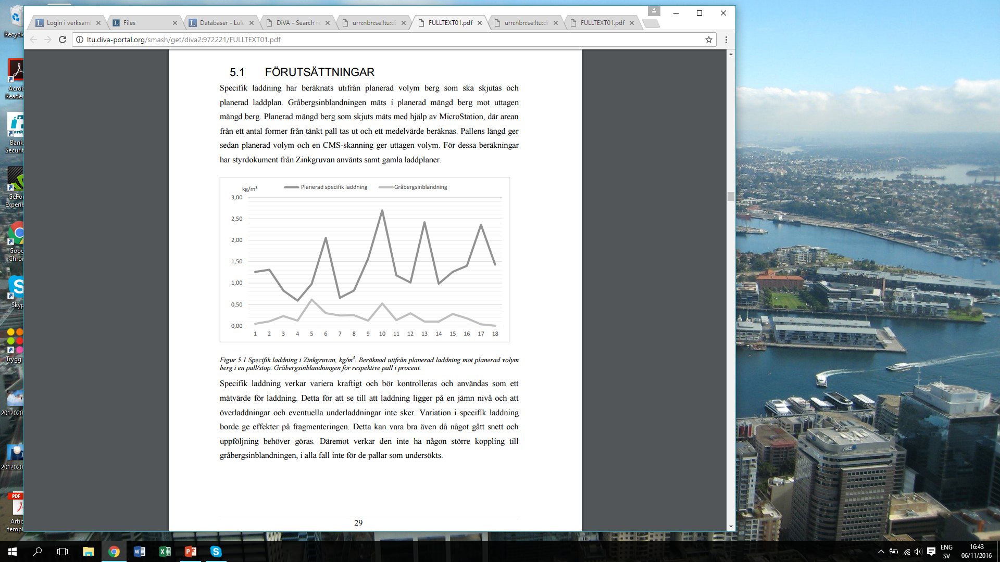 Login i verksaml
Files
Databaser - Lule
DiVA - Search re
urn:nbn:se:ltu:di
FULLTEXT01.pdf
urn:nbn:se:ltu:di
FULLTEXT01.pdf
ltu.diva-portal.org/smash/get/diva2:972221/FULLTEXT01.pdf
Recycle
Acrob
Reader
Bank
Securit
GeFor
Experie
Goog
Chron
Skyp
Trygg
2012020
2012020
PDF
Artic
templ
5.1 FÖRUTSÄTTNINGAR
Specifik laddning har beräknats utifrån planerad volym berg som ska skjutas och
planerad laddplan. Gråbergsinblandningen mäts i planerad mängd berg mot uttagen
mängd berg. Planerad mängd berg som skjuts mäts med hjälp av MicroStation, där arean
från ett antal former från tänkt pall tas ut och ett medelvärde beräknas. Pallens längd ger
sedan planerad volym och en CMS-skanning ger uttagen volym. För dessa beräkningar
har styrdokument från Zinkgruvan använts samt gamla laddplaner.
kg/m³
Planerad specifik laddning
Gråbergsinblandning
3,00
2,50
2,00
1,50
1,00
0,50
0,00
1 2 3 4 5 6 7 8 9 10 11 12 13 14 15 16 17 18
Figur 5.1 Specifik laddning i Zinkgruvan, kg/m³. Beräknad utifrån planerad laddning mot planerad volym
berg i en pall/stop. Gråbergsinblandningen för respektive pall i procent.
Specifik laddning verkar variera kraftigt och bör kontrolleras och användas som ett
mätvärde för laddning. Detta för att se till att laddning ligger på en jämn nivå och att
överladdningar och eventuella underladdningar inte sker. Variation i specifik laddning
borde ge effekter på fragmenteringen. Detta kan vara bra även då något gått snett och
uppföljning behöver göras. Däremot verkar den inte ha någon större koppling till
gråbergsinblandningen, i alla fall inte för de pallar som undersökts.
29
ANZ
ENG
SV
16:43
06/11/2016